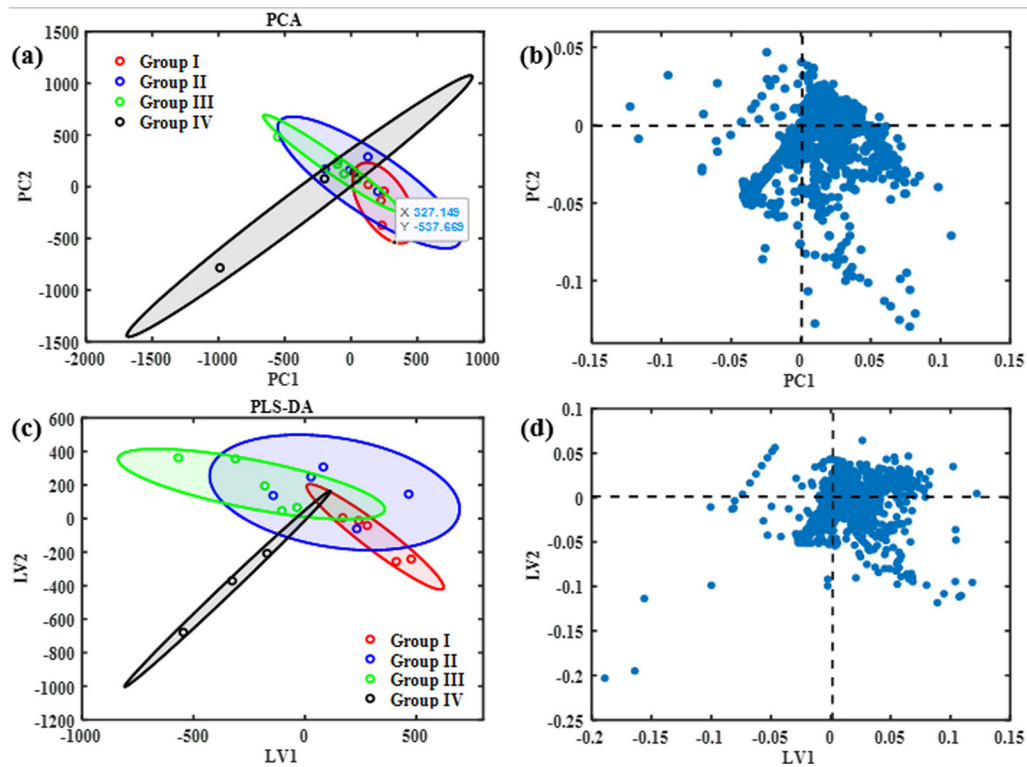 PCA
(a)
Group I
Group II
Group III
Group IV
X 327.149
Y -537.669
1500
1000
500
0
-500
-1000
-1500
-2000 -1500 -1000 -500 0 500 1000
PC1
PC2
(b)
0.05
0
-0.05
-0.1
-0.15 -0.1 -0.05 0 0.05 0.1 0.15
PC1
PC2
PLS-DA
(c)
600
400
200
0
-200
-400
-600
-800
-1000
-1200
-1000 -500 0 500
LV1
LV2
Group I
Group II
Group III
Group IV
(d)
0.1
0.05
0
-0.05
-0.1
-0.15
-0.2
-0.25
-0.2 -0.15 -0.1 -0.05 0 0.05 0.1 0.15
LV1
LV2